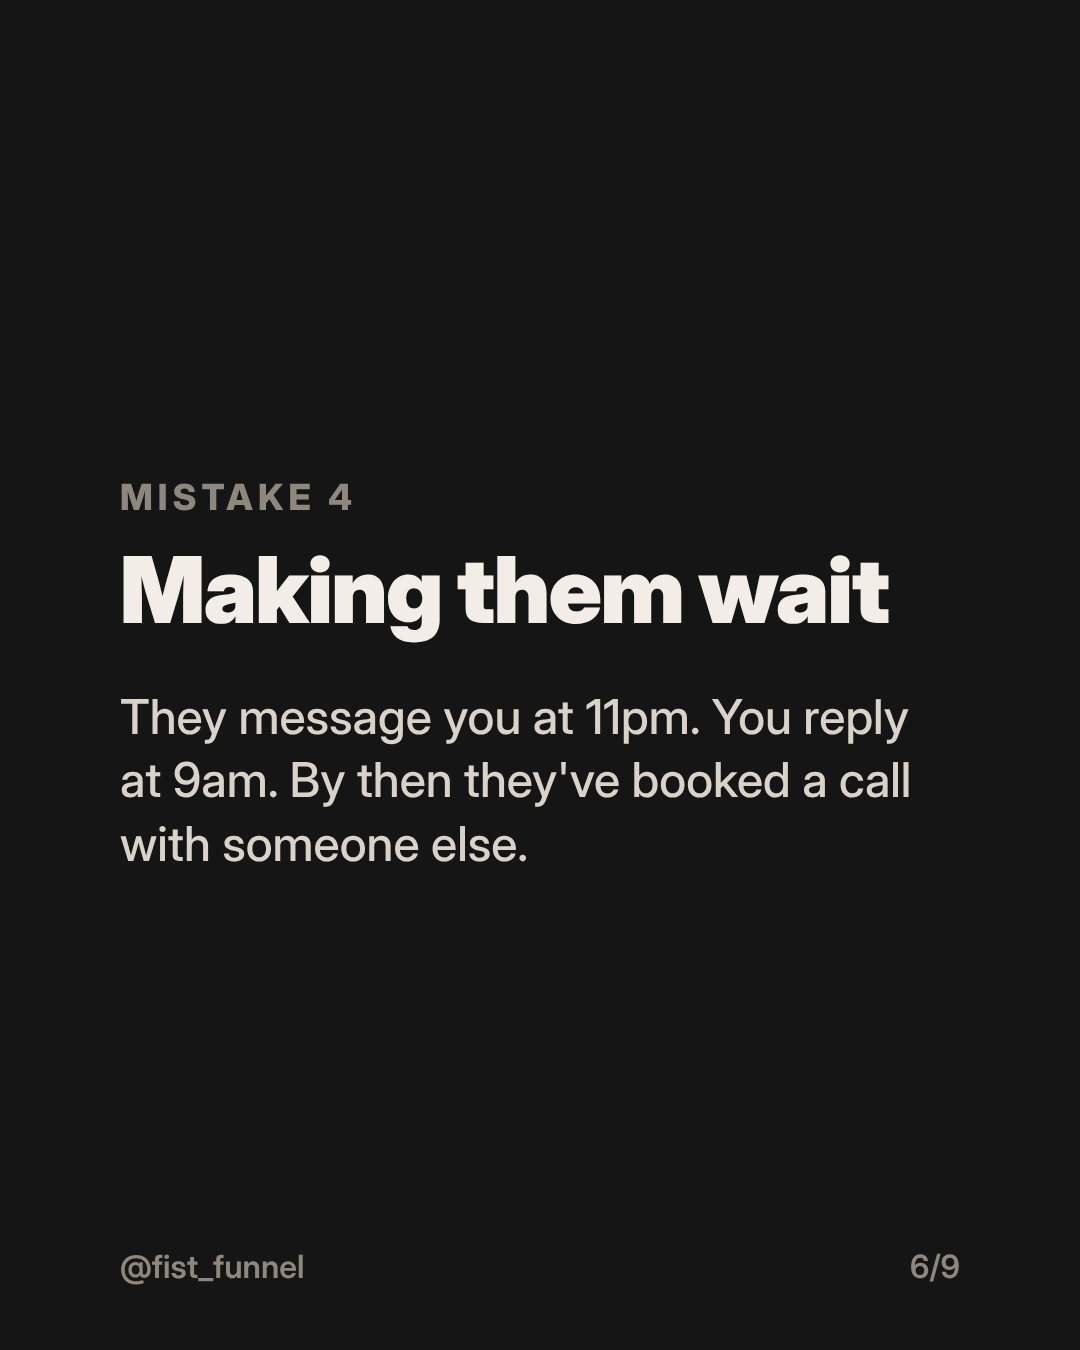 MISTAKE 4
Making them wait
They message you at 11pm. You reply
at 9am. By then they've booked a call
with someone else.
@fist_funnel
6/9